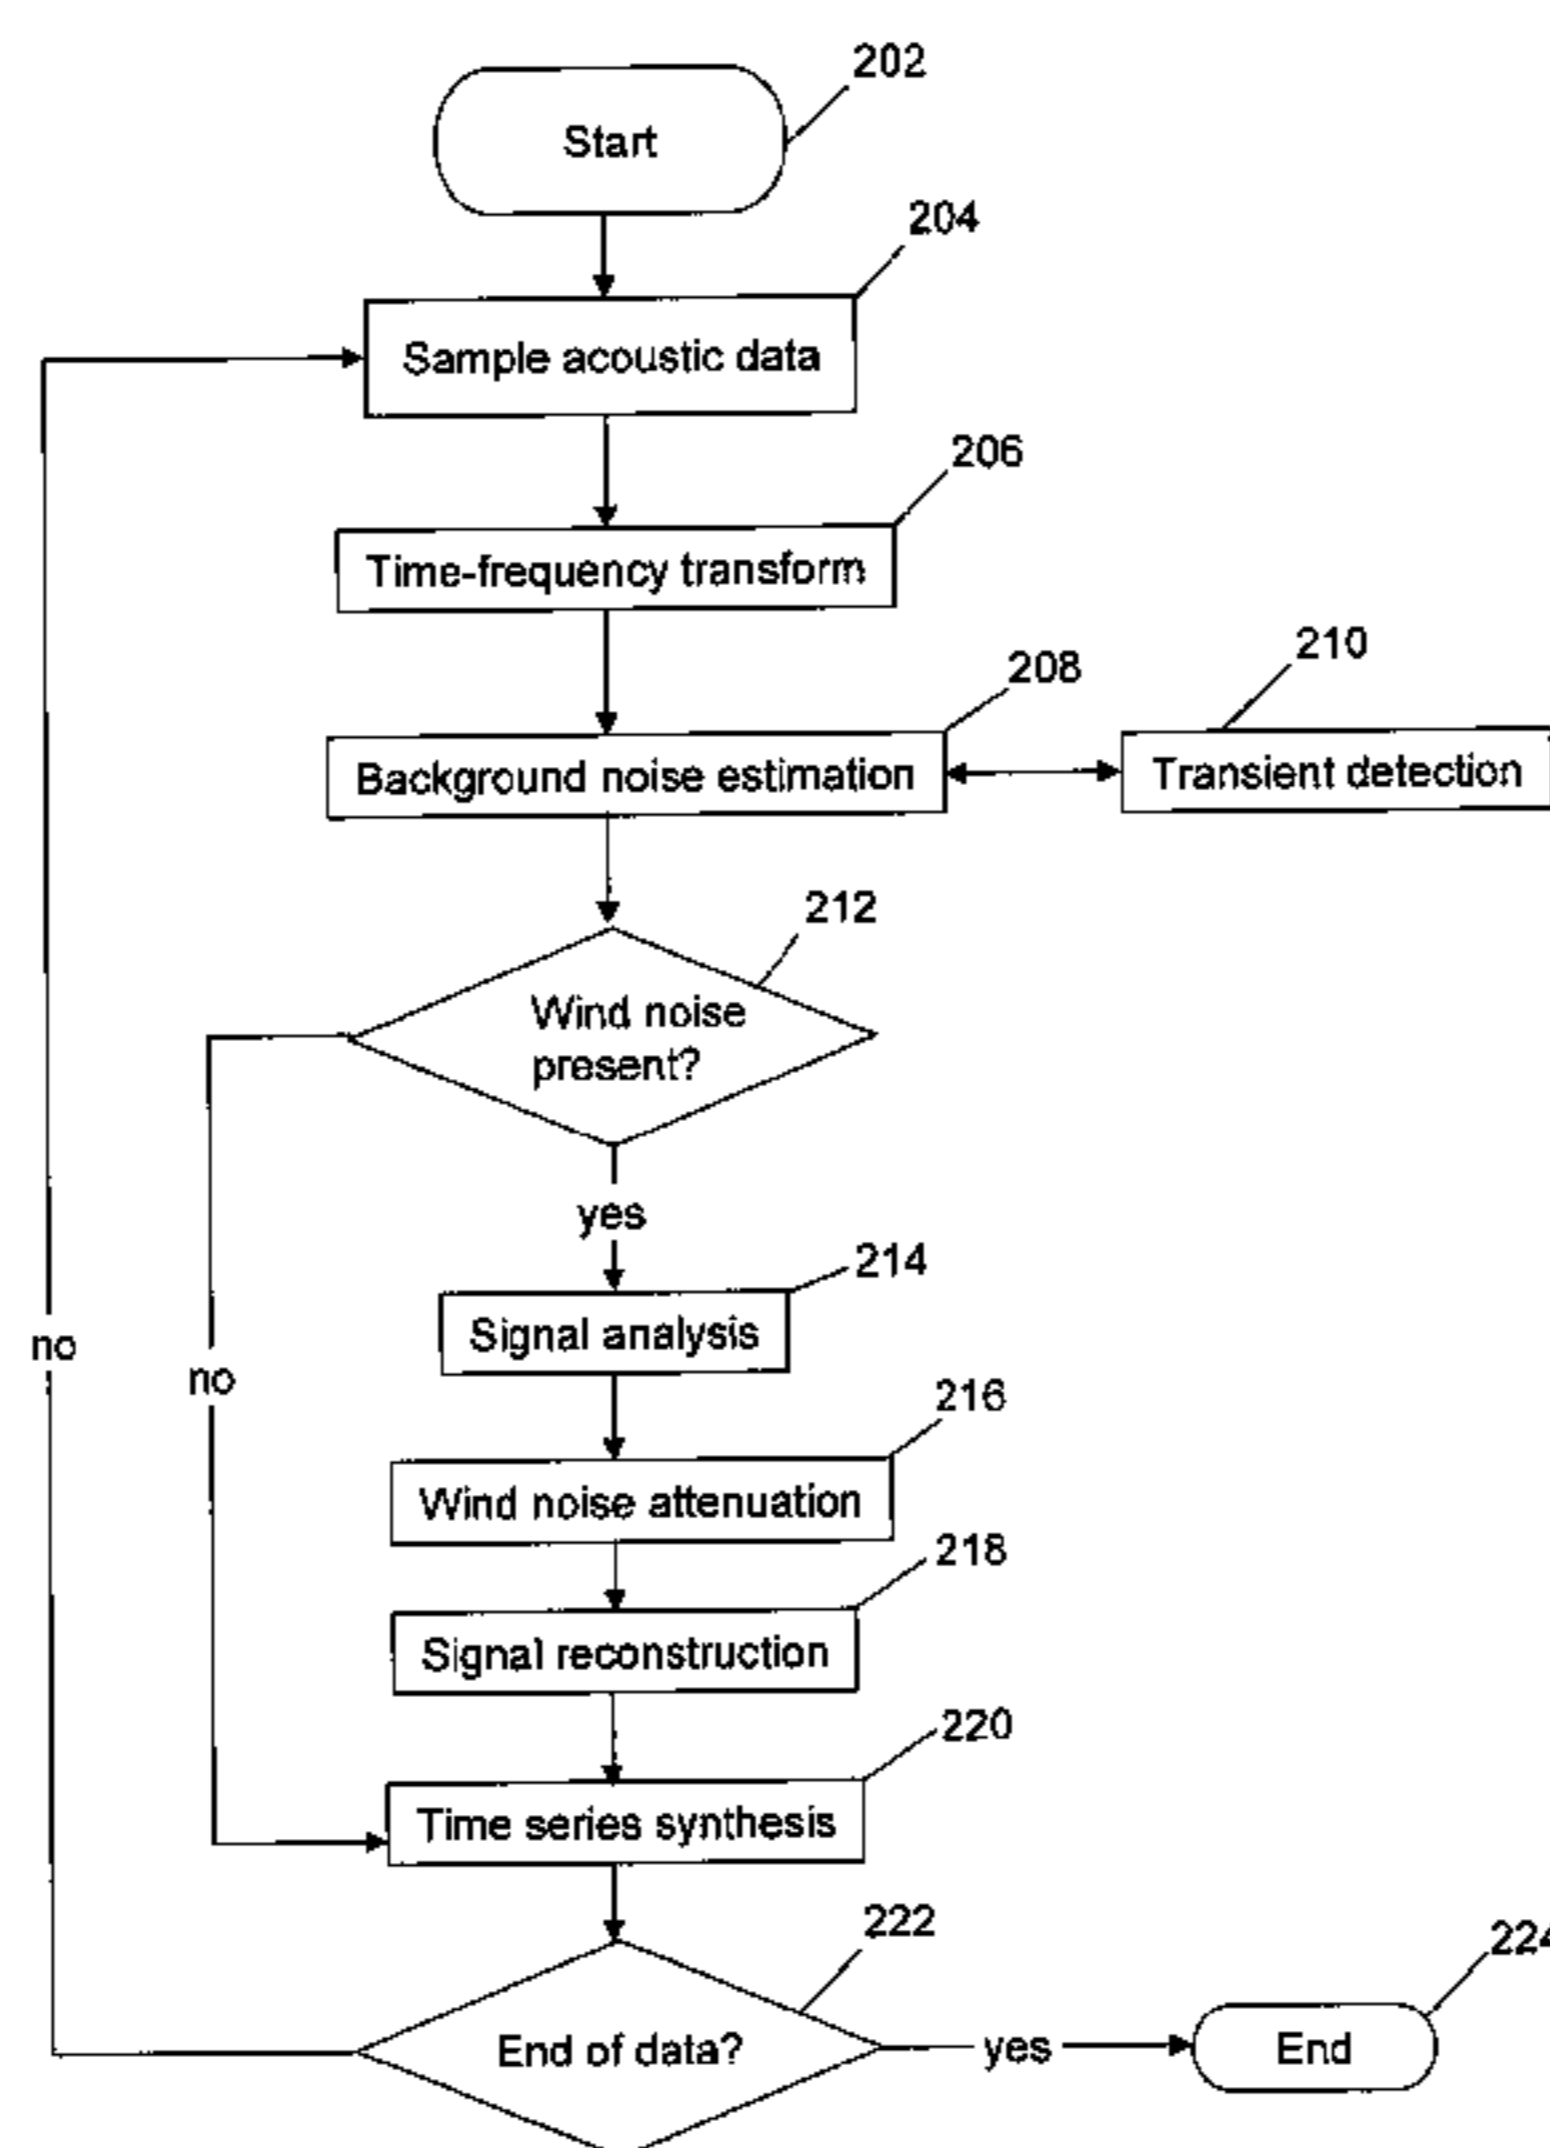 202
Start
204
Sample acoustic data
206
Time-frequency transform
208
210
Background noise estimation
Transient detection
212
Wind noise
present?
yes
214
Signal analysis
no
no
216
Wind noise attenuation
218
Signal reconstruction
220
Time series synthesis
222
224
End of data?
yes
End